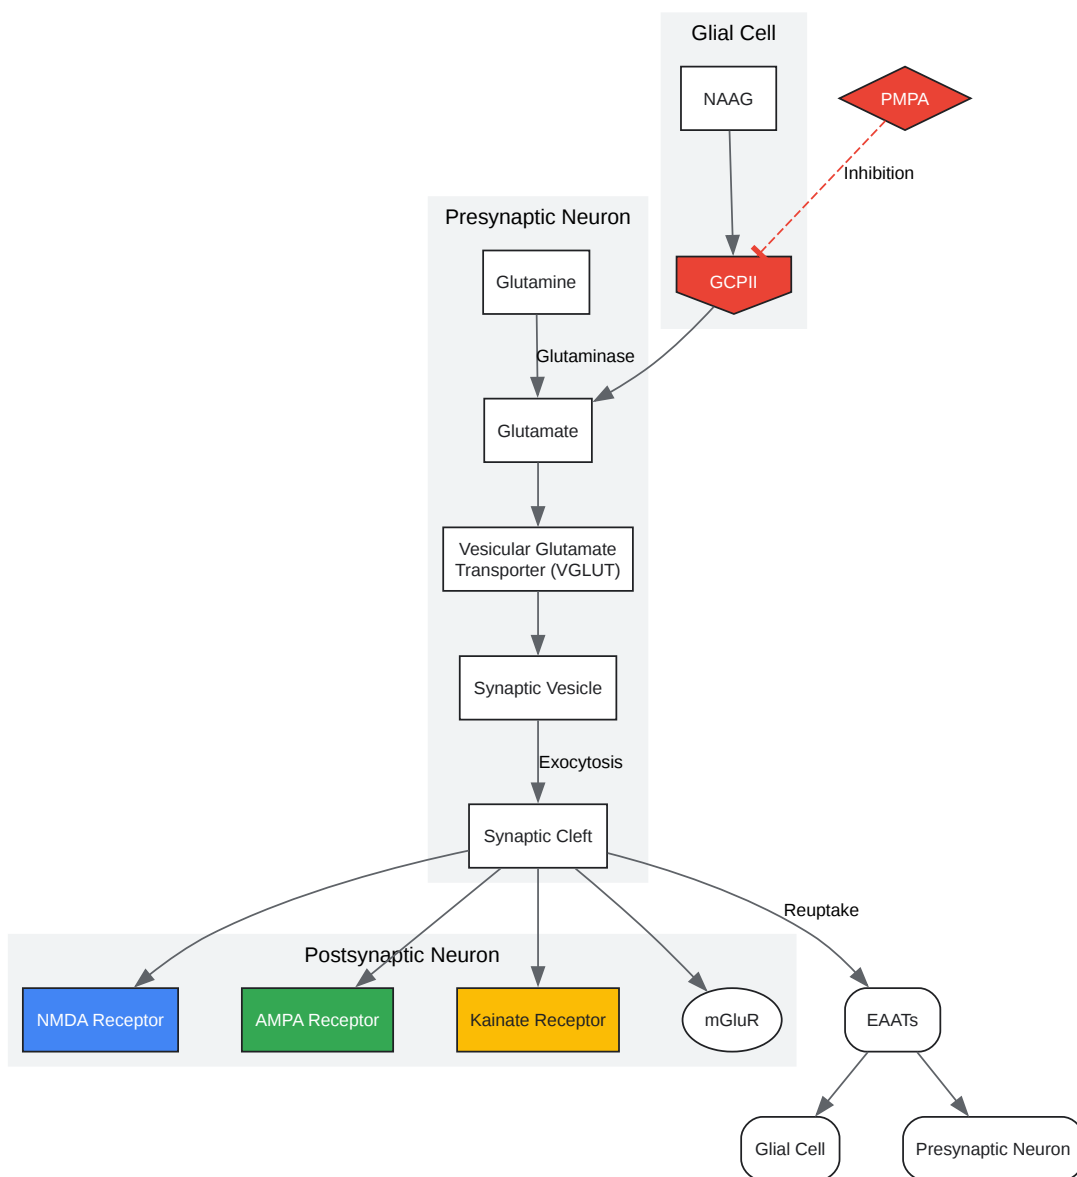 Glial Cell
NAAG
PMPA
Inhibition
Presynaptic Neuron
Glutamine
GCPII
Glutaminase
Glutamate
Vesicular Glutamate
Transporter (VGLUT)
Synaptic Vesicle
Exocytosis
Synaptic Cleft
Reuptake
Postsynaptic Neuron
NMDA Receptor
AMPA Receptor
Kainate Receptor
mGluR
EAATs
Glial Cell
Presynaptic Neuron